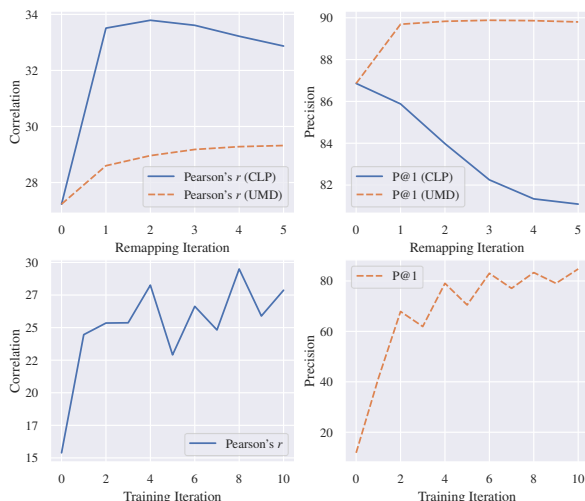 34
32
30
28
Correlation
Pearson's r (CLP)
Pearson's r (UMD)
0 1 2 3 4 5
Remapping Iteration
90
88
86
84
82
Precision
P@1 (CLP)
P@1 (UMD)
0 1 2 3 4 5
Remapping Iteration
30
27
25
22
20
17
15
Correlation
Pearson's r
0 2 4 6 8 10
Training Iteration
80
60
40
20
Precision
P@1
0 2 4 6 8 10
Training Iteration